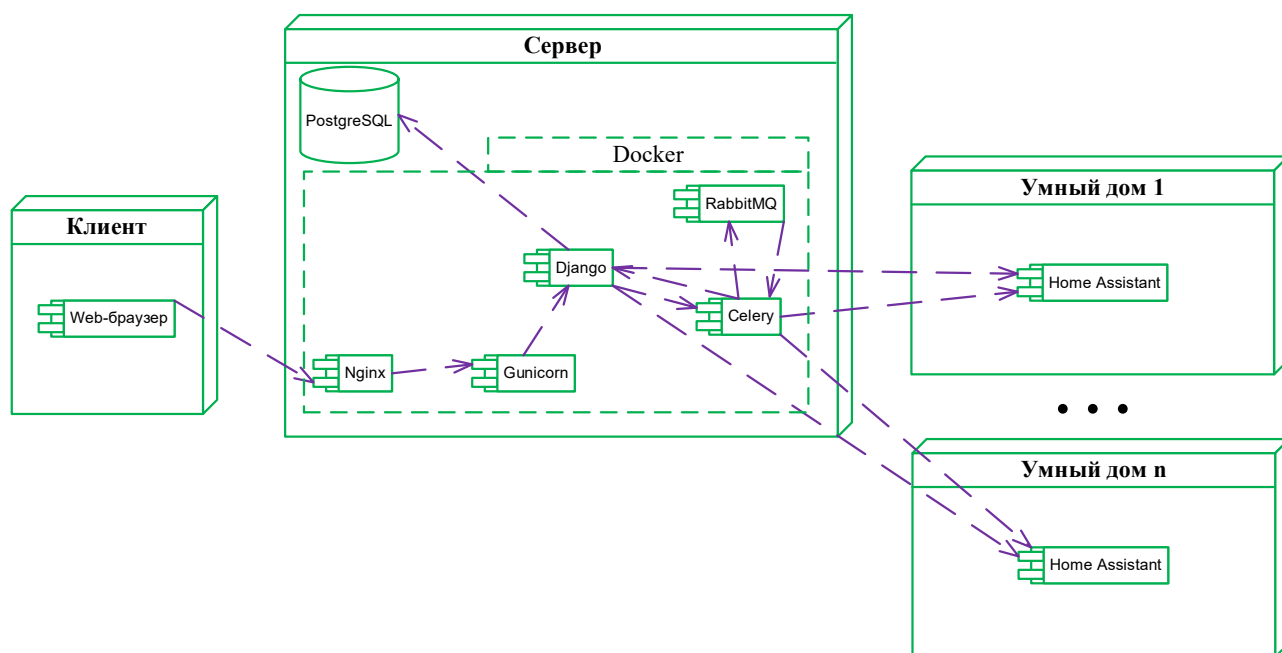 Сервер
PostgreSQL
Docker
RabbitMQ
Умный дом 1
Клиент
Django
Home Assistant
Web-браузер
Celery
Nginx
Gunicorn
• • •
Умный дом n
Home Assistant